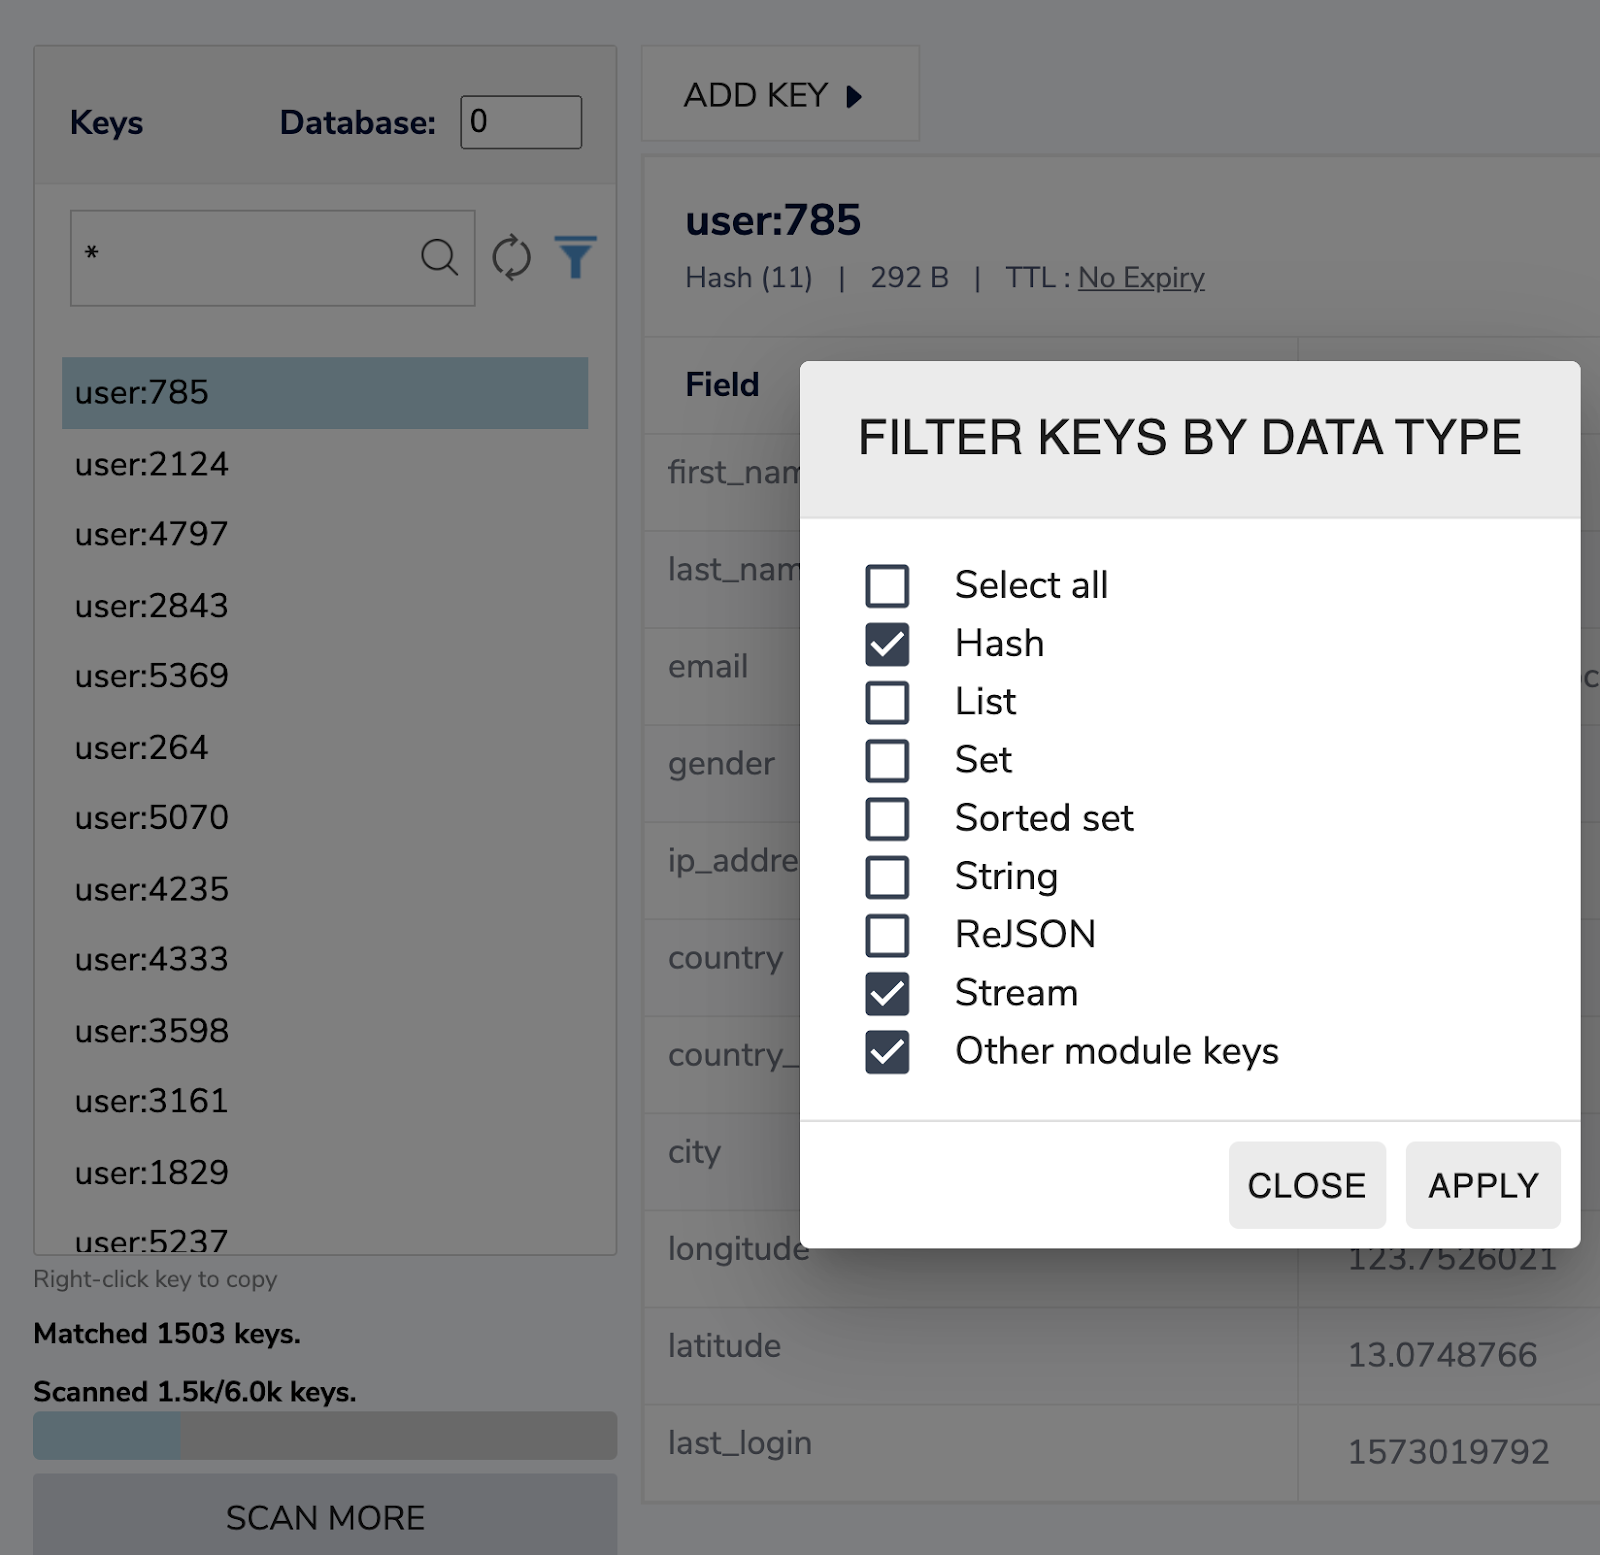 Keys
Database: 0
*
user:785
user:2124
user:4797
user:2843
user:5369
user:264
user:5070
user:4235
user:4333
user:3598
user:3161
user:1829
user:5237
Right-click key to copy
Matched 1503 keys.
Scanned 1.5k/6.0k keys.
SCAN MORE
ADD KEY
user:785
Hash (11) | 292 B | TTL : No Expiry
Field
first_nam
last_nam
email
gender
ip_addre
country
country_
city
longitude
123.7526021
latitude
13.0748766
last_login
1573019792
FILTER KEYS BY DATA TYPE
Select all
Hash
List
Set
Sorted set
String
ReJSON
Stream
Other module keys
CLOSE
APPLY